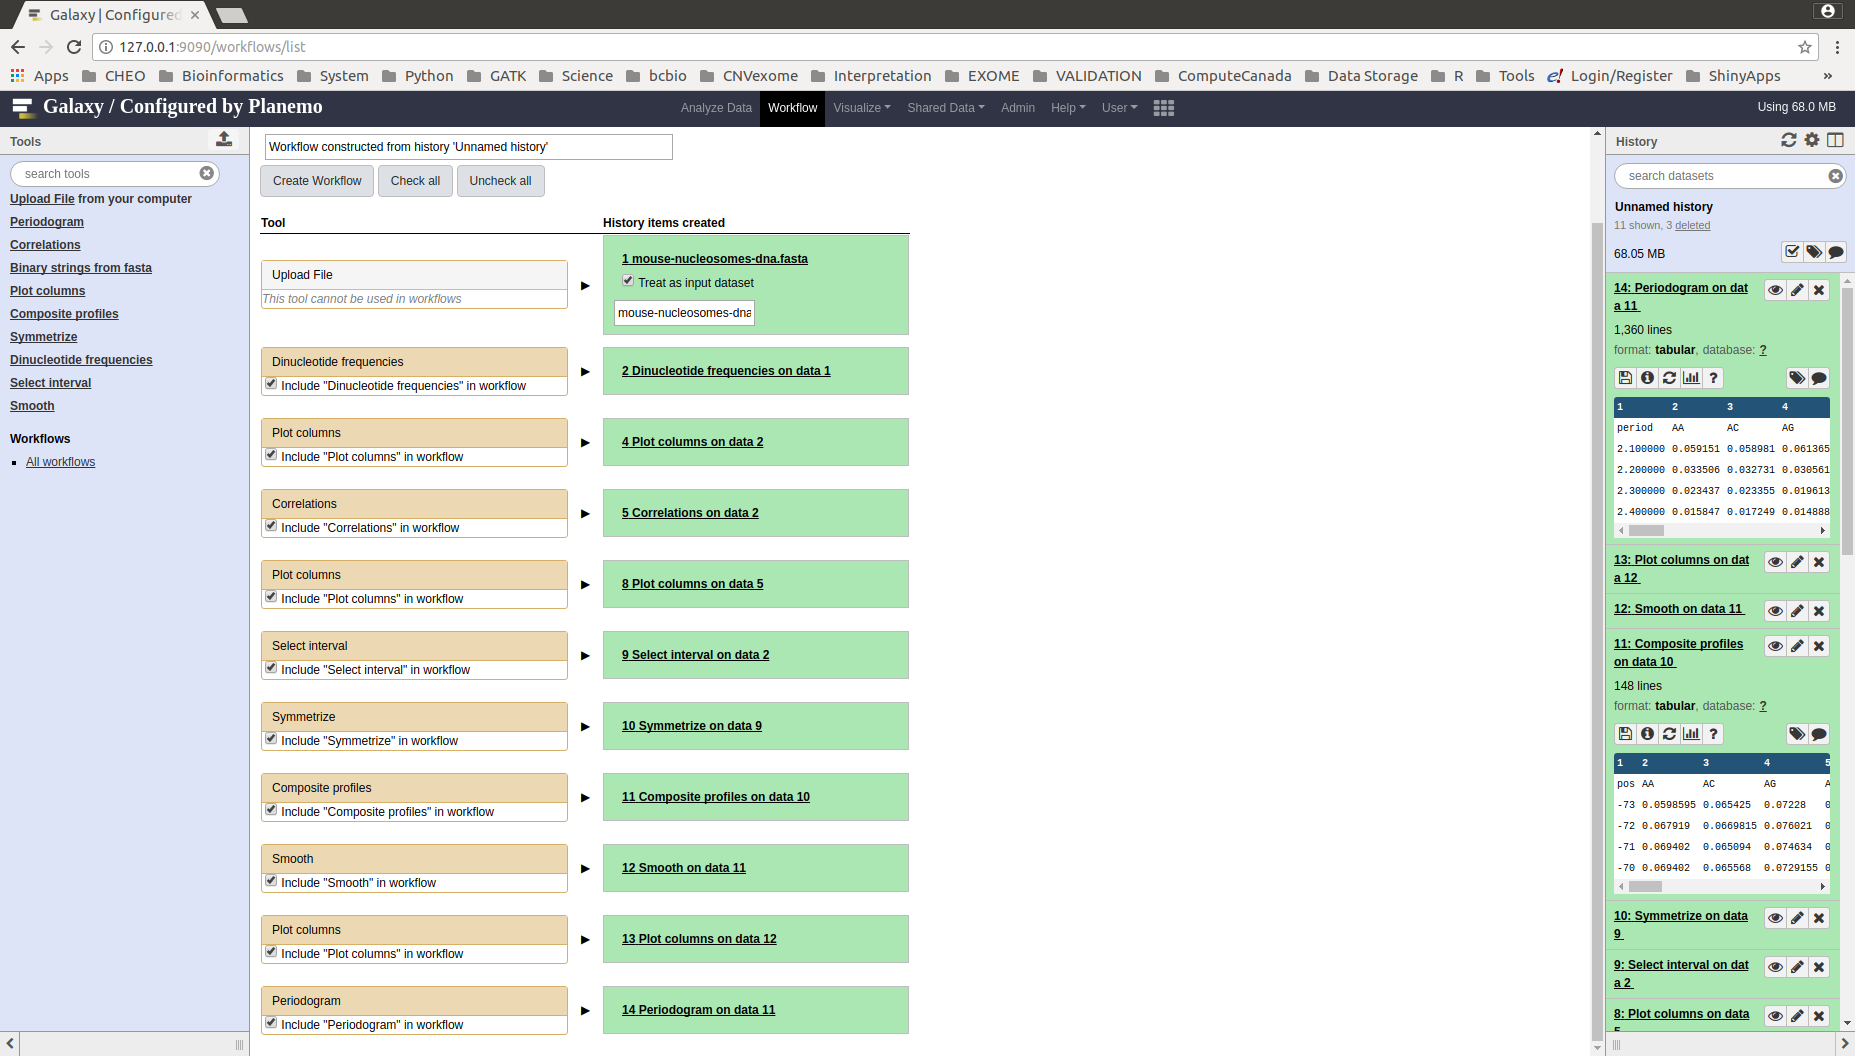 Galaxy | Configured
127.0.0.1:9090/workflows/list
Apps CHEO Bioinformatics System Python GATK Science bcbio CNVexome Interpretation EXOME VALIDATION ComputeCanada Data Storage R Tools e! Login/Register ShinyApps »
Galaxy / Configured by Planemo
Analyze Data Workflow Visualize Shared Data Admin Help User
Using 68.0 MB
Tools
search tools
Upload File from your computer
Periodogram
Correlations
Binary strings from fasta
Plot columns
Composite profiles
Symmetrize
Dinucleotide frequencies
Select interval
Smooth
Workflows
All workflows
Workflow constructed from history 'Unnamed history'
Create Workflow Check all Uncheck all
Tool History items created
Upload File
This tool cannot be used in workflows
1 mouse-nucleosomes-dna.fasta
Treat as input dataset
mouse-nucleosomes-dna
Dinucleotide frequencies
Include "Dinucleotide frequencies" in workflow
2 Dinucleotide frequencies on data 1
Plot columns
Include "Plot columns" in workflow
4 Plot columns on data 2
Correlations
Include "Correlations" in workflow
5 Correlations on data 2
Plot columns
Include "Plot columns" in workflow
8 Plot columns on data 5
Select interval
Include "Select interval" in workflow
9 Select interval on data 2
Symmetrize
Include "Symmetrize" in workflow
10 Symmetrize on data 9
Composite profiles
Include "Composite profiles" in workflow
11 Composite profiles on data 10
Smooth
Include "Smooth" in workflow
12 Smooth on data 11
Plot columns
Include "Plot columns" in workflow
13 Plot columns on data 12
Periodogram
Include "Periodogram" in workflow
14 Periodogram on data 11
History
search datasets
Unnamed history
11 shown, 3 deleted
68.05 MB
14: Periodogram on dat
a 11
1,360 lines
format: tabular, database: ?
?
1 2 3 4
period AA AC AG
2.100000 0.059151 0.058981 0.061365
2.200000 0.033506 0.032731 0.030561
2.300000 0.023437 0.023355 0.019613
2.400000 0.015847 0.017249 0.014888
13: Plot columns on dat
a 12
12: Smooth on data 11
11: Composite profiles
on data 10
148 lines
format: tabular, database: ?
?
1 2 3 4 5
pos AA AC AG A
-73 0.0598595 0.065425 0.07228 0
-72 0.067919 0.0669815 0.076021 0
-71 0.069402 0.065094 0.074634 0
-70 0.069402 0.065568 0.0729155 0
10: Symmetrize on data
9
9: Select interval on dat
a 2
8: Plot columns on data
5